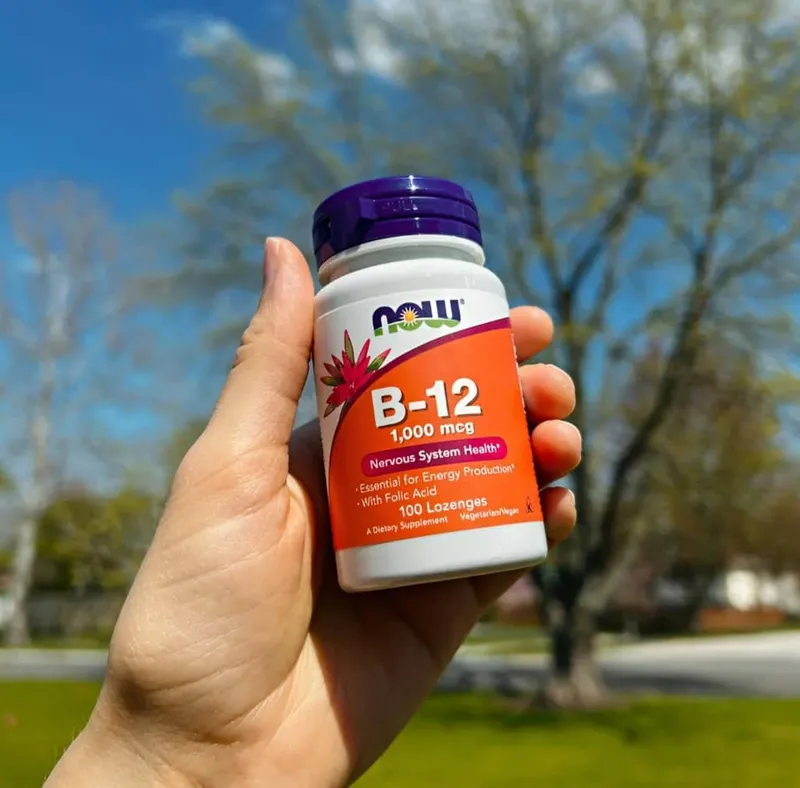 NOW®
B-12
1,000 mcg
Nervous System Health*
• Essential for Energy Production*
• With Folic Acid
100 Lozenges
A Dietary Supplement Vegetarian/Vegan